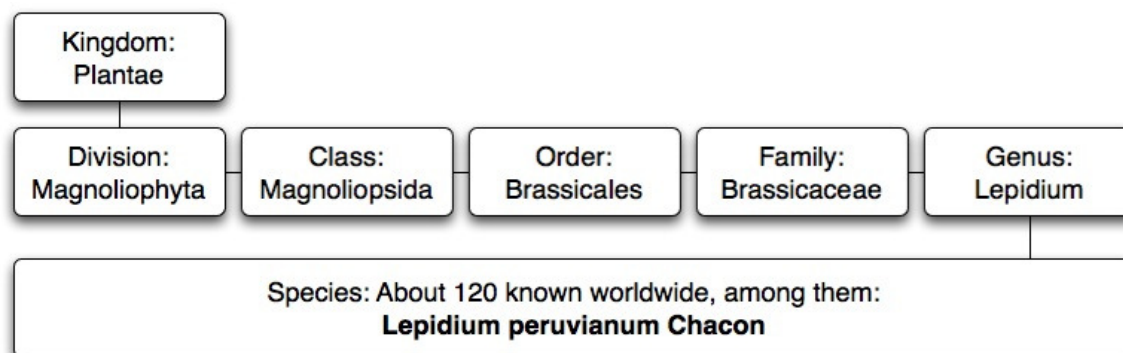 Kingdom:
Plantae
Division:
Magnoliophyta
Class:
Magnoliopsida
Order:
Brassicales
Family:
Brassicaceae
Genus:
Lepidium
Species: About 120 known worldwide, among them:
Lepidium peruvianum Chacon